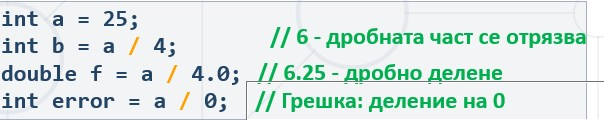 int a = 25;
int b = a / 4; // 6 - дробната част се отрязва
double f = a / 4.0; // 6.25 - дробно делене
int error = a / 0; // Грешка: деление на 0